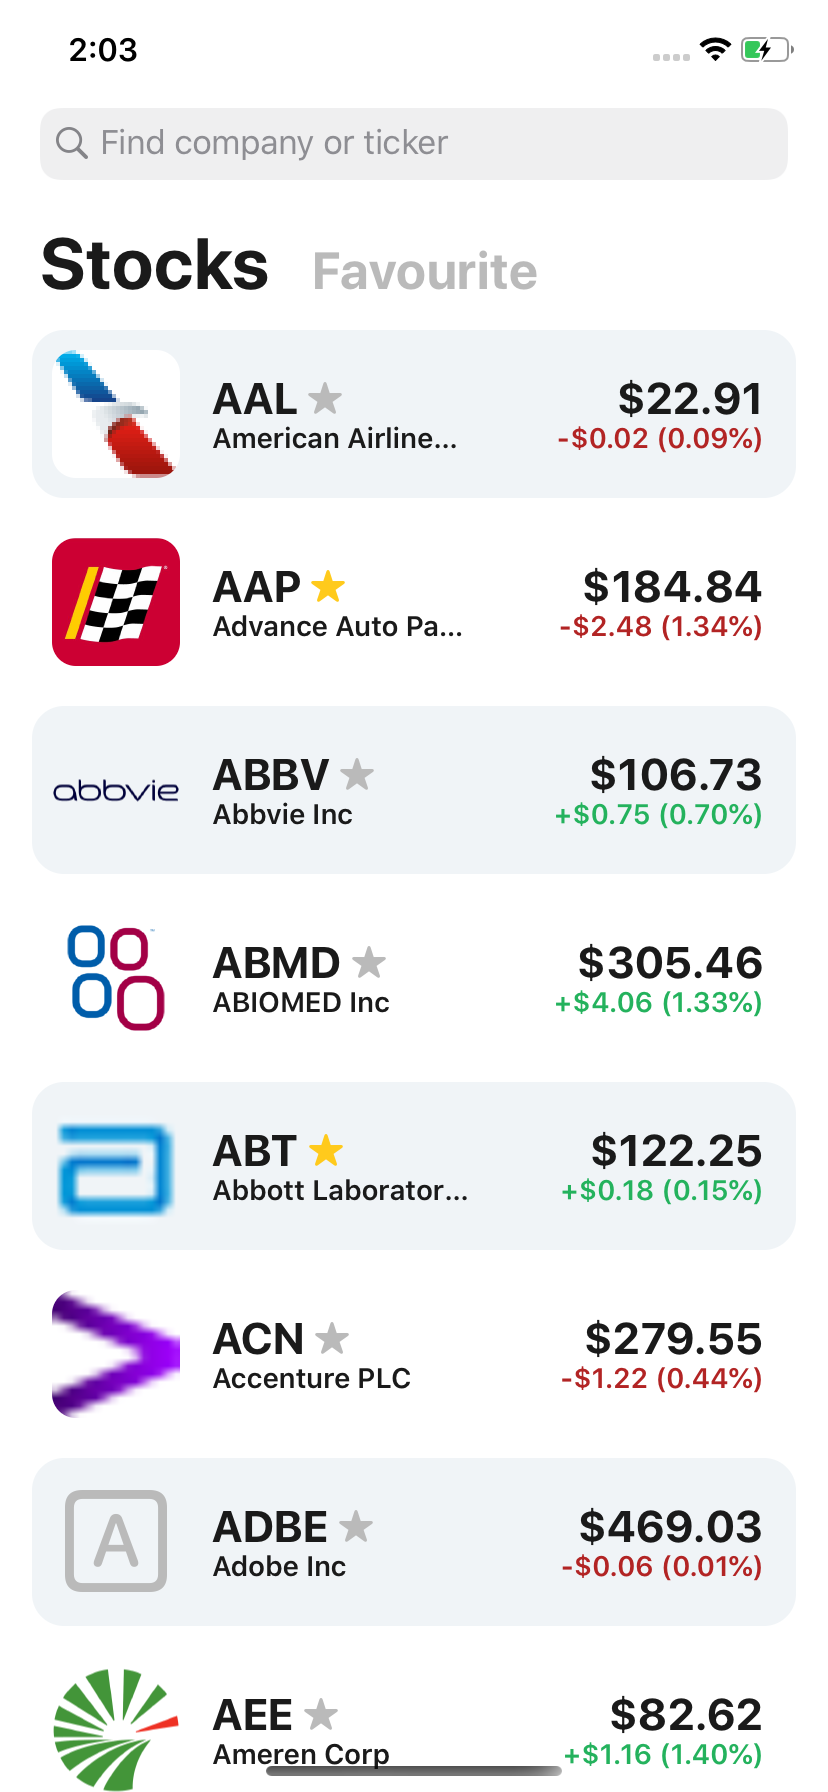 2:03
Find company or ticker
Stocks Favourite
AAL $22.91
American Airline... -$0.02 (0.09%)
AAP $184.84
Advance Auto Pa... -$2.48 (1.34%)
abbvie
ABBV $106.73
Abbvie Inc +$0.75 (0.70%)
ABMD $305.46
ABIOMED Inc +$4.06 (1.33%)
ABT $122.25
Abbott Laborator... +$0.18 (0.15%)
ACN $279.55
Accenture PLC -$1.22 (0.44%)
A
ADBE $469.03
Adobe Inc -$0.06 (0.01%)
AEE $82.62
Ameren Corp +$1.16 (1.40%)